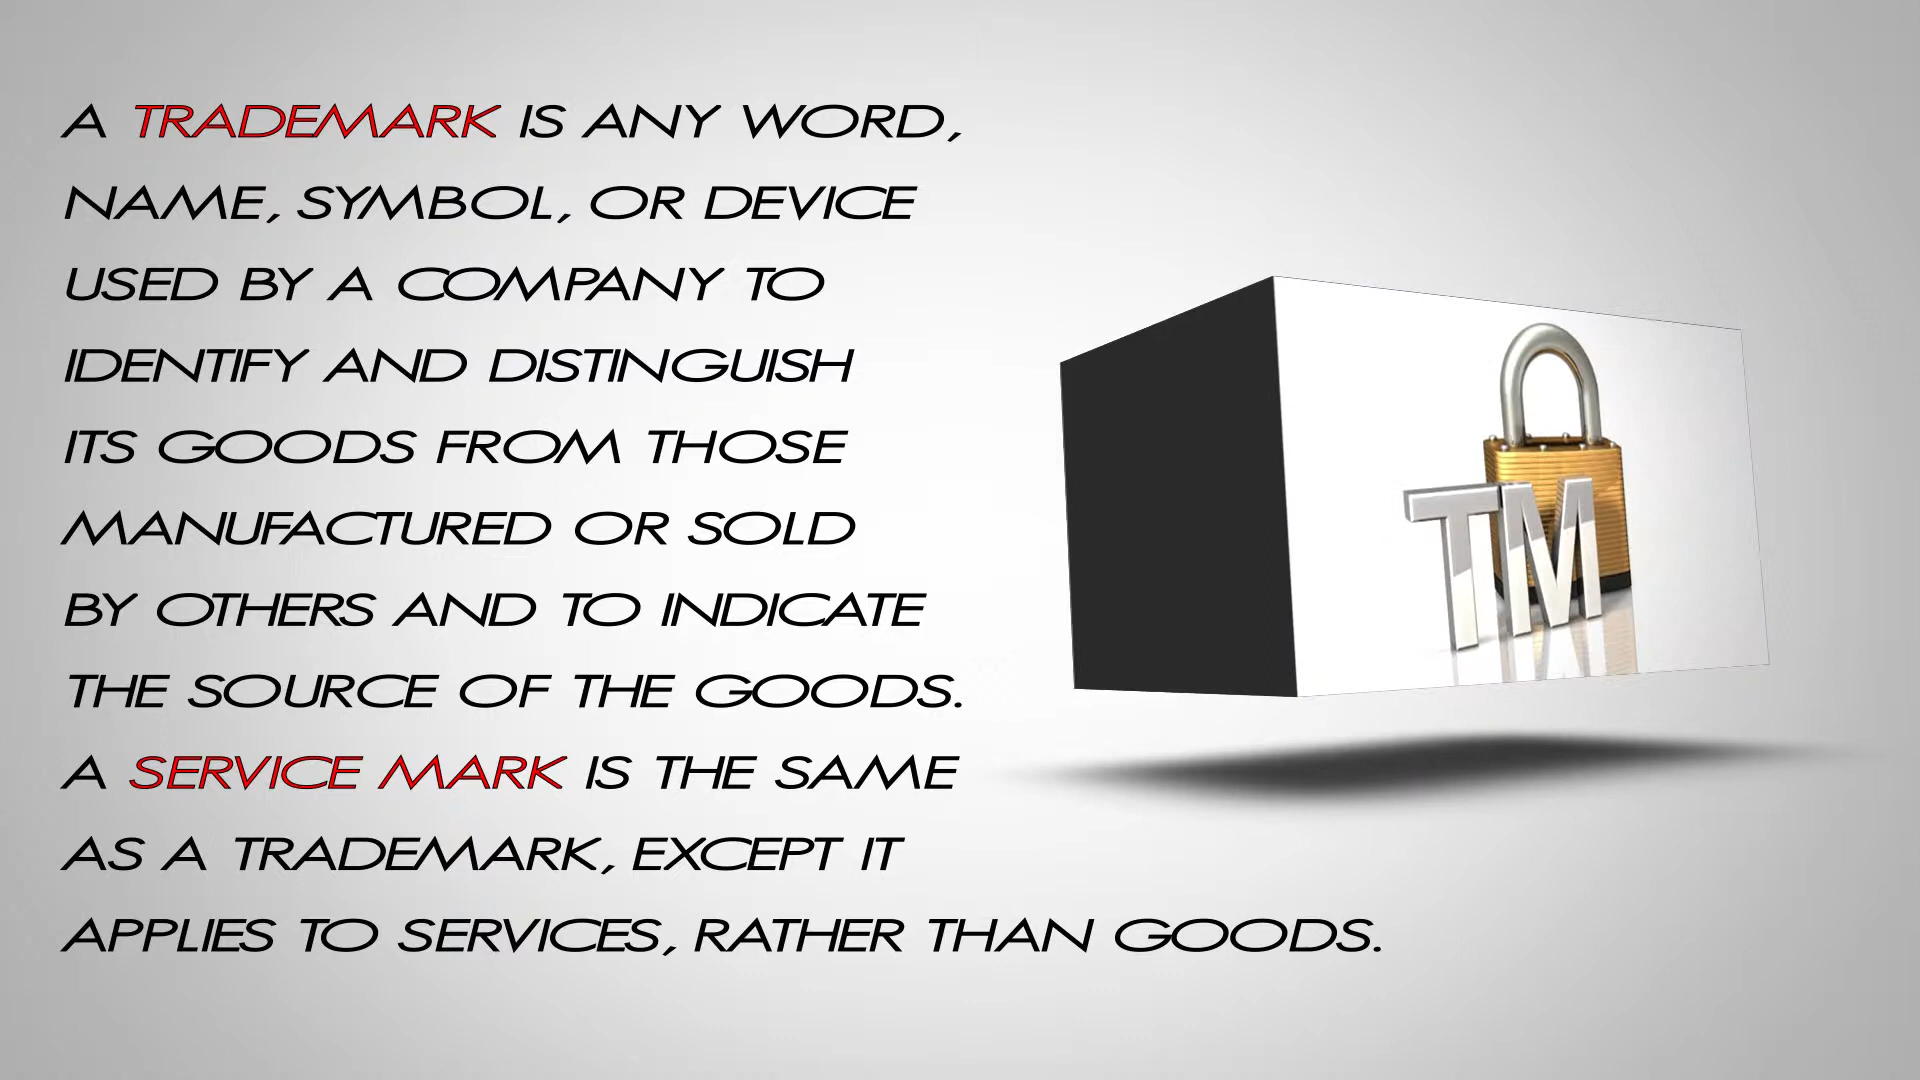 A TRADEMARK IS ANY WORD,
NAME, SYMBOL, OR DEVICE
USED BY A COMPANY TO
IDENTIFY AND DISTINGUISH
ITS GOODS FROM THOSE
MANUFACTURED OR SOLD
BY OTHERS AND TO INDICATE
THE SOURCE OF THE GOODS.
A SERVICE MARK IS THE SAME
AS A TRADEMARK, EXCEPT IT
APPLIES TO SERVICES, RATHER THAN GOODS.
TM